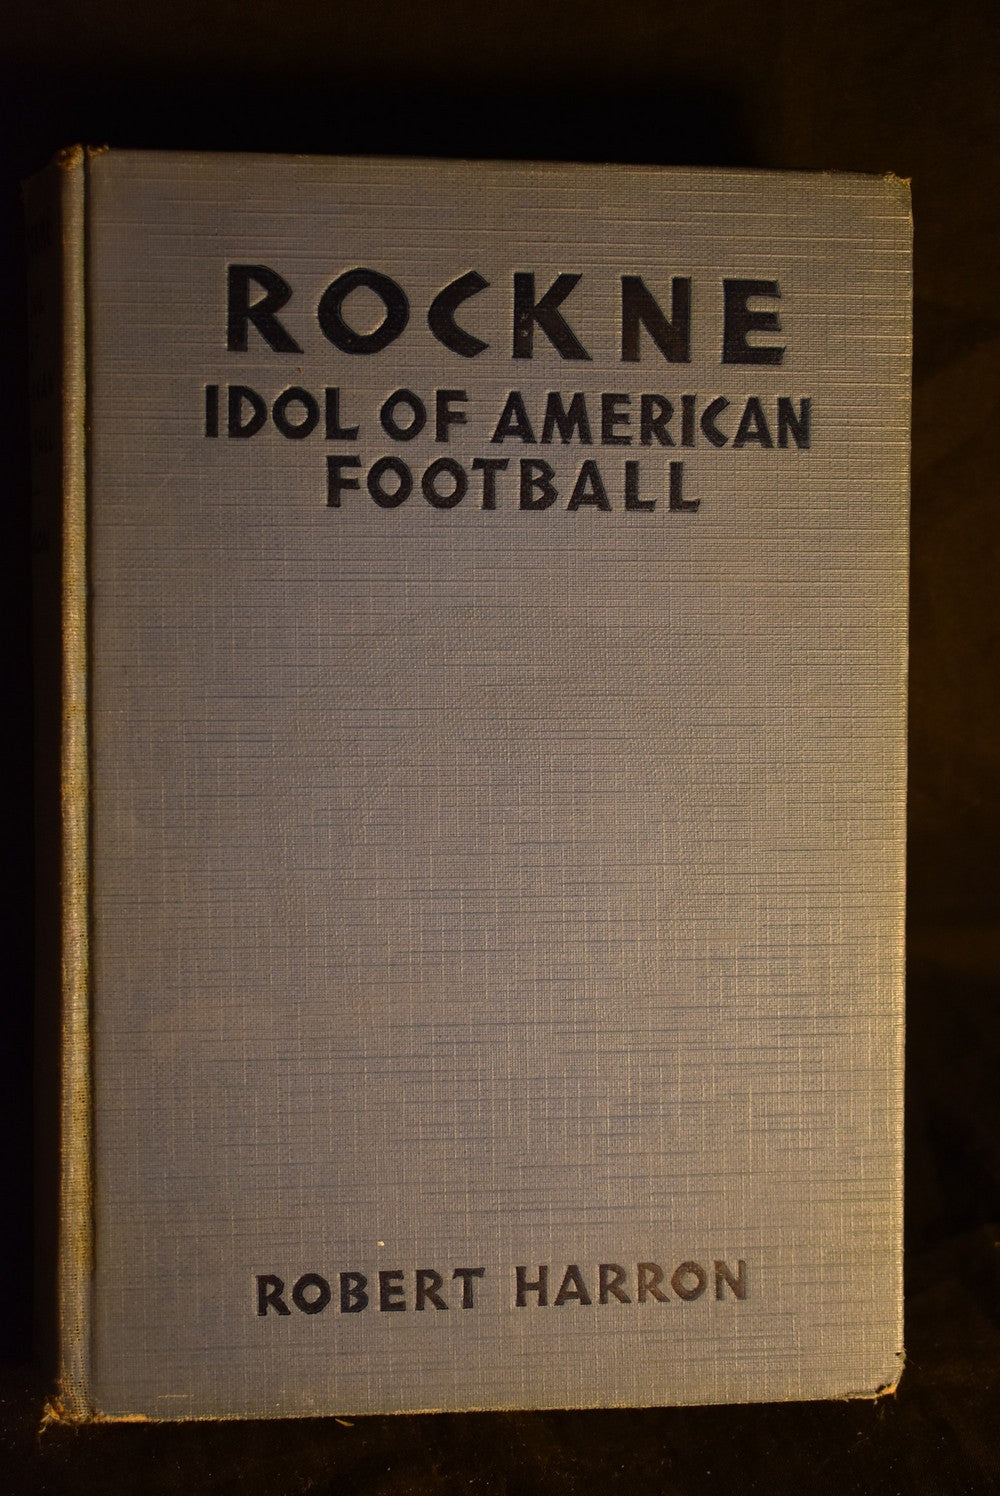 ROCKNE
IDOL OF AMERICAN
FOOTBALL
ROBERT HARRON